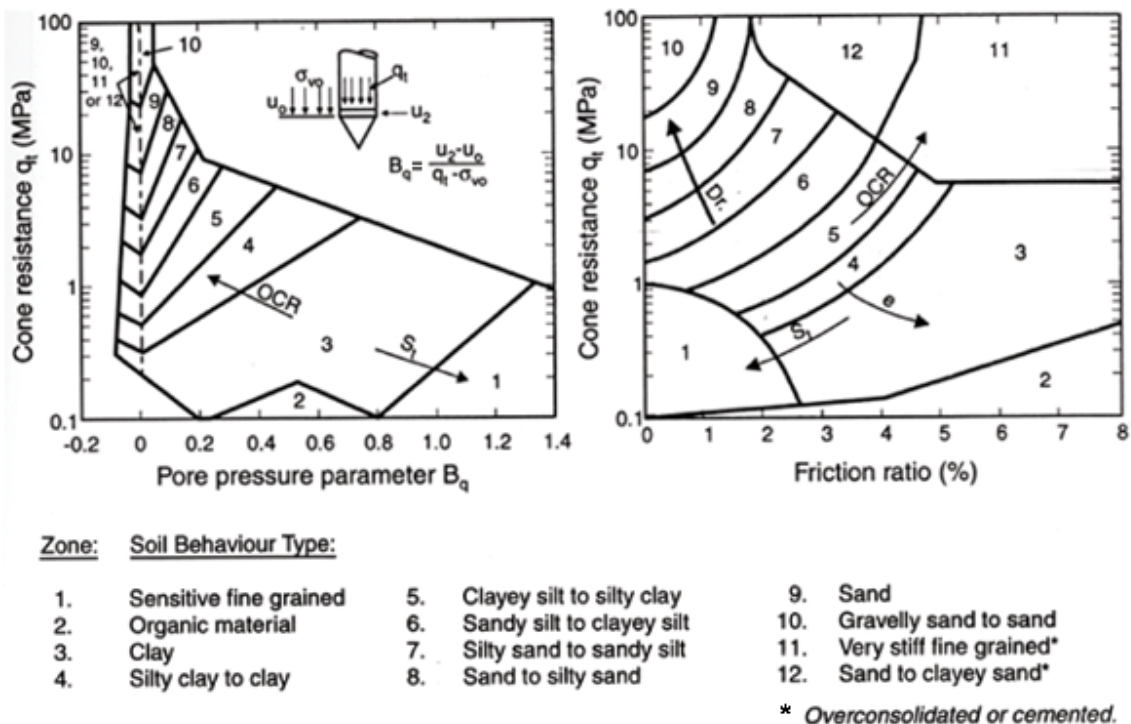 100
10
1
0.1
Cone resistance qt (MPa)
-0.2 0 0.2 0.4 0.6 0.8 1.0 1.2 1.4
Pore pressure parameter Bq
9,
10,
11
or 12
10
9
8
7
6
5
4
3
2
1
OCR
St
σvo
uo
qt
u2
Bq = u2-uo / qt-σvo
100
10
1
0.1
Cone resistance qt (MPa)
0 1 2 3 4 5 6 7 8
Friction ratio (%)
10
9
8
7
6
5
4
3
2
1
12
11
Dr.
OCR
e
St
Zone: Soil Behaviour Type:
1. Sensitive fine grained 5. Clayey silt to silty clay 9. Sand
2. Organic material 6. Sandy silt to clayey silt 10. Gravelly sand to sand
3. Clay 7. Silty sand to sandy silt 11. Very stiff fine grained*
4. Silty clay to clay 8. Sand to silty sand 12. Sand to clayey sand*
* Overconsolidated or cemented.